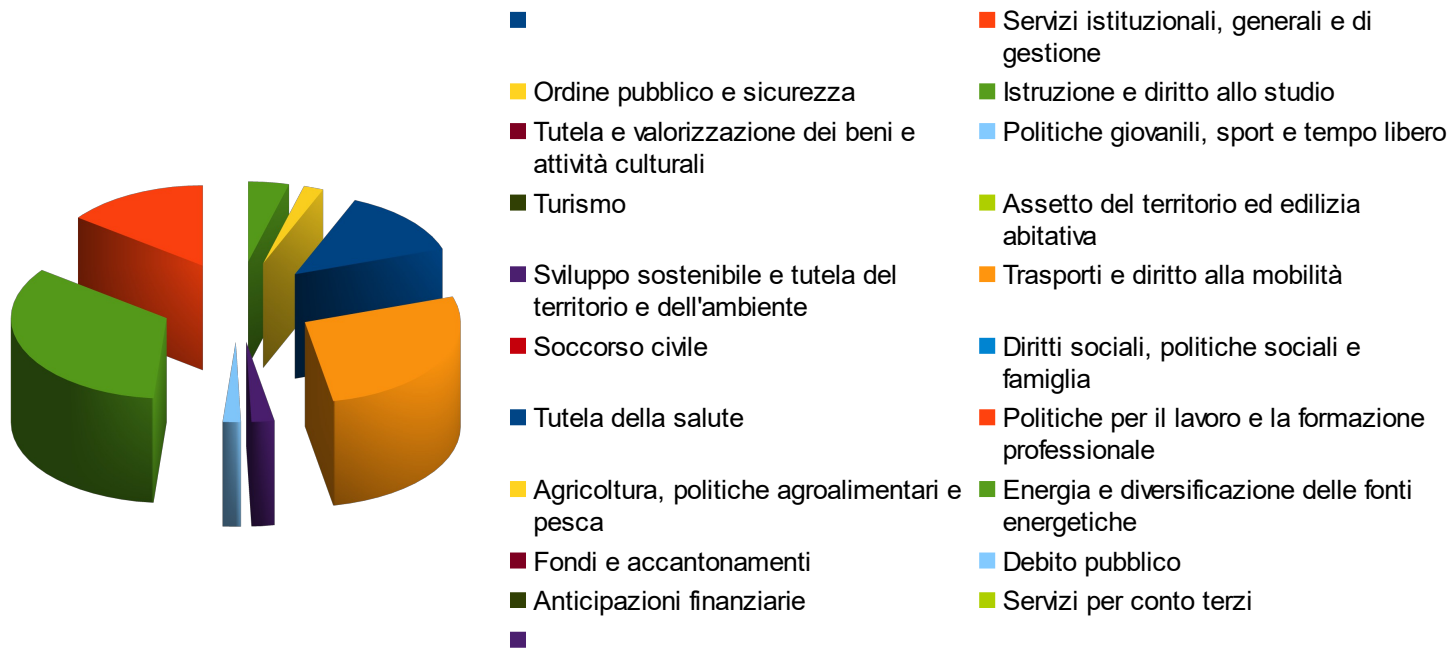 Servizi istituzionali, generali e di
gestione
Ordine pubblico e sicurezza
Istruzione e diritto allo studio
Tutela e valorizzazione dei beni e
attività culturali
Politiche giovanili, sport e tempo libero
Turismo
Assetto del territorio ed edilizia
abitativa
Sviluppo sostenibile e tutela del
territorio e dell'ambiente
Trasporti e diritto alla mobilità
Soccorso civile
Diritti sociali, politiche sociali e
famiglia
Tutela della salute
Politiche per il lavoro e la formazione
professionale
Agricoltura, politiche agroalimentari e
pesca
Energia e diversificazione delle fonti
energetiche
Fondi e accantonamenti
Debito pubblico
Anticipazioni finanziarie
Servizi per conto terzi